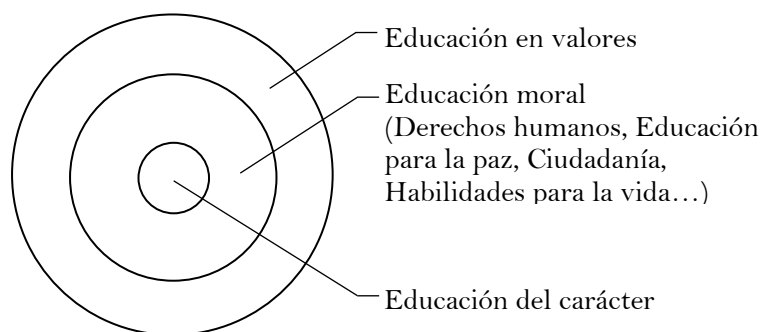 Educación en valores
Educación moral
(Derechos humanos, Educación
para la paz, Ciudadanía,
Habilidades para la vida…)
Educación del carácter